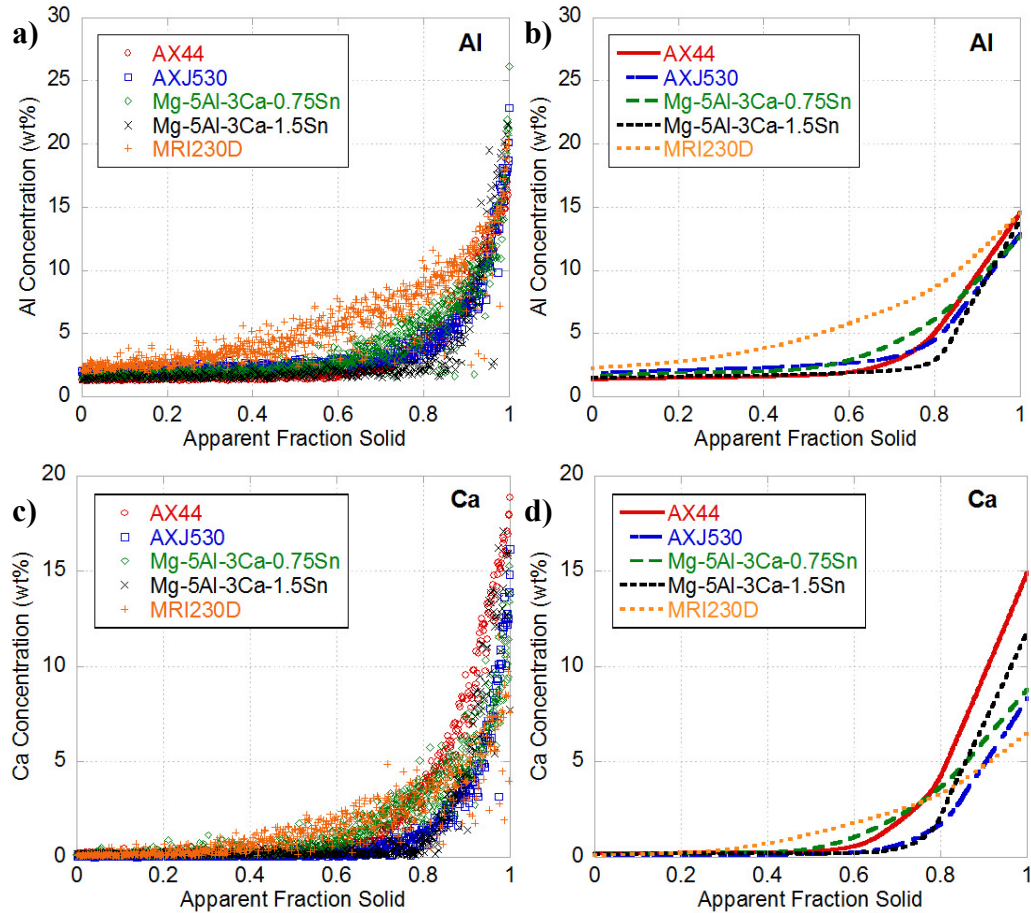 a)
30
25
20
15
10
5
0
Al Concentration (wt%)
Al
AX44
AXJ530
Mg-5Al-3Ca-0.75Sn
Mg-5Al-3Ca-1.5Sn
MRI230D
0 0.2 0.4 0.6 0.8 1
Apparent Fraction Solid
b)
30
25
20
15
10
5
0
Al Concentration (wt%)
Al
AX44
AXJ530
Mg-5Al-3Ca-0.75Sn
Mg-5Al-3Ca-1.5Sn
MRI230D
0 0.2 0.4 0.6 0.8 1
Apparent Fraction Solid
c)
20
15
10
5
0
Ca Concentration (wt%)
Ca
AX44
AXJ530
Mg-5Al-3Ca-0.75Sn
Mg-5Al-3Ca-1.5Sn
MRI230D
0 0.2 0.4 0.6 0.8 1
Apparent Fraction Solid
d)
20
15
10
5
0
Ca Concentration (wt%)
Ca
AX44
AXJ530
Mg-5Al-3Ca-0.75Sn
Mg-5Al-3Ca-1.5Sn
MRI230D
0 0.2 0.4 0.6 0.8 1
Apparent Fraction Solid